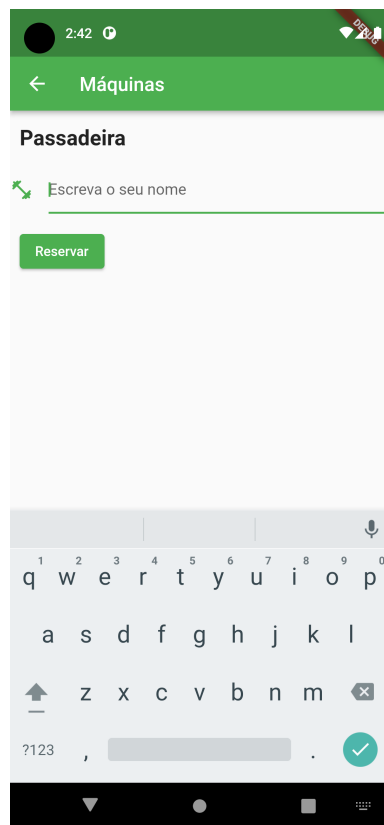 2:42
DEBUG
Máquinas
Passadeira
Escreva o seu nome
Reservar
1 2 3 4 5 6 7 8 9 0
q w e r t y u i o p
a s d f g h j k l
z x c v b n m
?123 , .